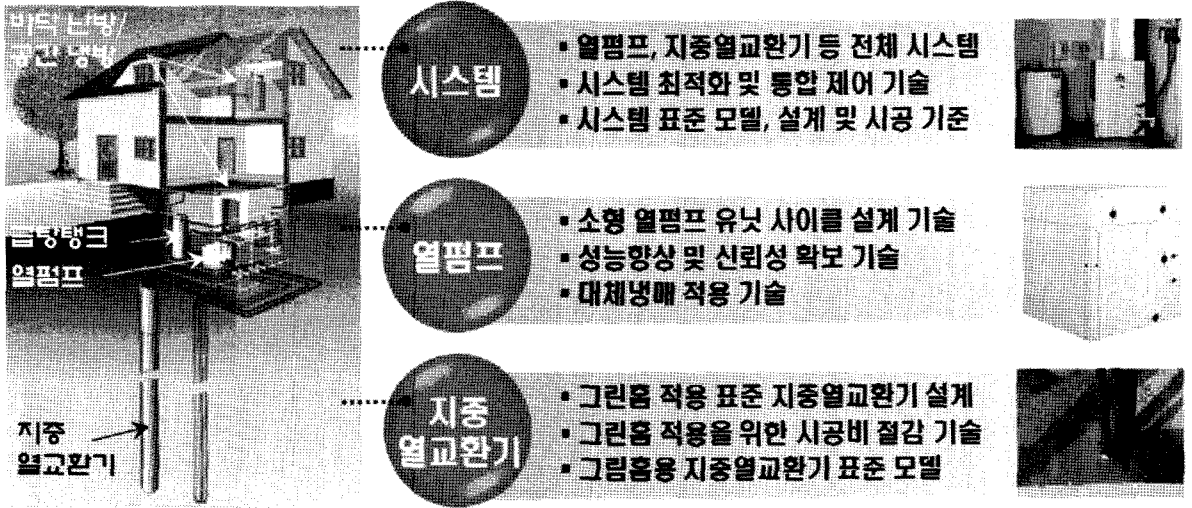 바닥 난방/
공간 냉방
급탕탱크
열펌프
지중
열교환기
시스템
▪ 열펌프, 지중열교환기 등 전체 시스템
▪ 시스템 최적화 및 통합 제어 기술
▪ 시스템 표준 모델, 설계 및 시공 기준
열펌프
▪ 소형 열펌프 유닛 사이클 설계 기술
▪ 성능향상 및 신뢰성 확보 기술
▪ 대체냉매 적용 기술
지중
열교환기
▪ 그린홈 적용 표준 지중열교환기 설계
▪ 그린홈 적용을 위한 시공비 절감 기술
▪ 그린홈용 지중열교환기 표준 모델